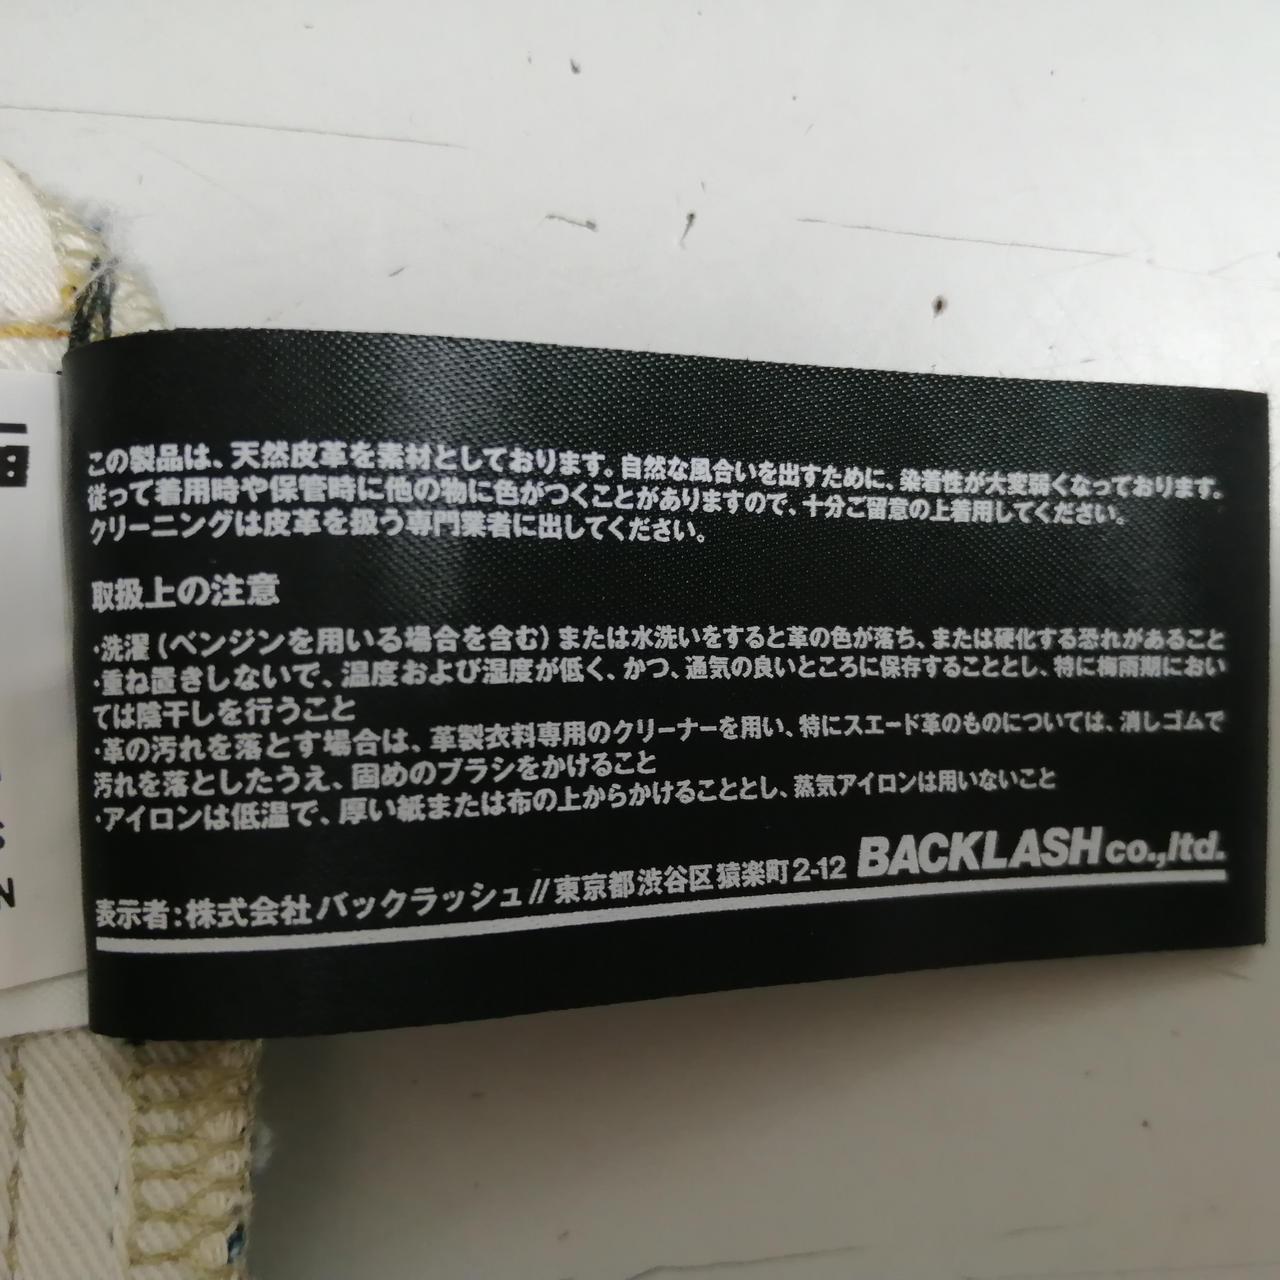 この製品は、天然皮革を素材としております。自然な風合いを出すために、染着性が大変弱くなっております。
従って着用時や保管時に他の物に色がつくことがありますので、十分ご留意の上着用してください。
クリーニングは皮革を扱う専門業者に出してください。
取扱上の注意
・洗濯（ベンジンを用いる場合を含む）または水洗いをすると革の色が落ち、または硬化する恐れがあること
・重ね置きしないで、温度および湿度が低く、かつ、通気の良いところに保存することとし、特に梅雨期におい
ては陰干しを行うこと
・革の汚れを落とす場合は、革製衣料専用のクリーナーを用い、特にスエード革のものについては、消しゴムで
汚れを落としたうえ、固めのブラシをかけること
・アイロンは低温で、厚い紙または布の上からかけることとし、蒸気アイロンは用いないこと
表示者：株式会社バックラッシュ//東京都渋谷区猿楽町2-12 BACKLASH co.,ltd.
S
N